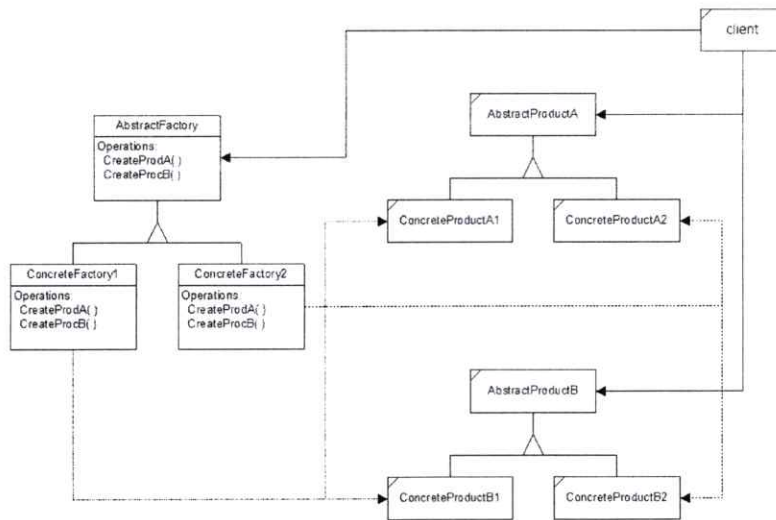 client
AbstractProductA
AbstractFactory
Operations:
CreateProdA( )
CreateProcB( )
ConcreteProductA1
ConcreteProductA2
ConcreteFactory1
Operations:
CreateProdA( )
CreateProcB( )
ConcreteFactory2
Operations:
CreateProdA( )
CreateProcB( )
AbstractProductB
ConcreteProductB1
ConcreteProductB2